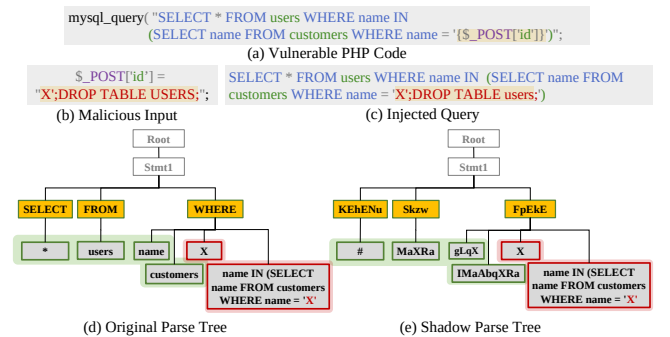 mysql_query( "SELECT * FROM users WHERE name IN
(SELECT name FROM customers WHERE name = '{$_POST['id']}')";
(a) Vulnerable PHP Code
$_POST['id'] =
"X';DROP TABLE USERS;";
(b) Malicious Input
SELECT * FROM users WHERE name IN (SELECT name FROM
customers WHERE name = 'X';DROP TABLE users;')
(c) Injected Query
Root
Stmt1
SELECT FROM WHERE
* users name X
customers
name IN (SELECT
name FROM customers
WHERE name = 'X'
(d) Original Parse Tree
Root
Stmt1
KEhENu Skzw FpEkE
# MaXRa gLqX X
IMaAbqXRa
name IN (SELECT
name FROM customers
WHERE name = 'X'
(e) Shadow Parse Tree